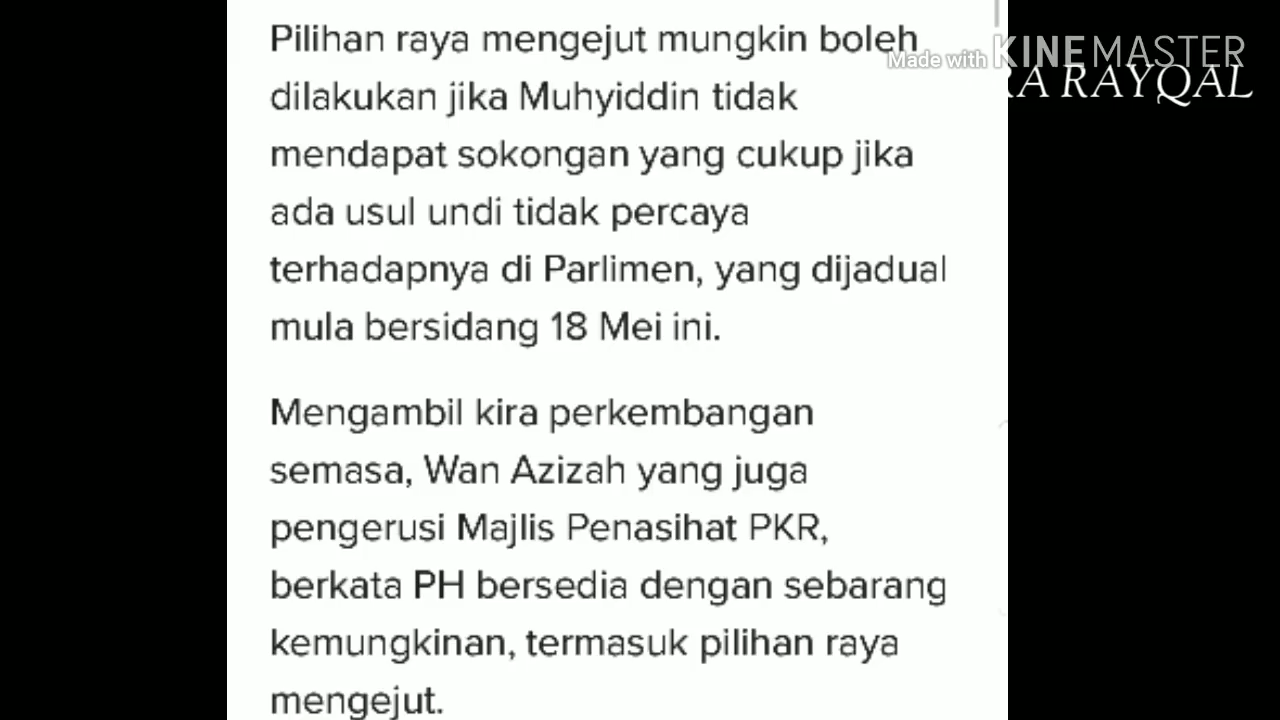 Pilihan raya mengejut mungkin boleh
dilakukan jika Muhyiddin tidak
mendapat sokongan yang cukup jika
ada usul undi tidak percaya
terhadapnya di Parlimen, yang dijadual
mula bersidang 18 Mei ini.
Mengambil kira perkembangan
semasa, Wan Azizah yang juga
pengerusi Majlis Penasihat PKR,
berkata PH bersedia dengan sebarang
kemungkinan, termasuk pilihan raya
mengejut.
Made with KINEMASTER
RAYQAL